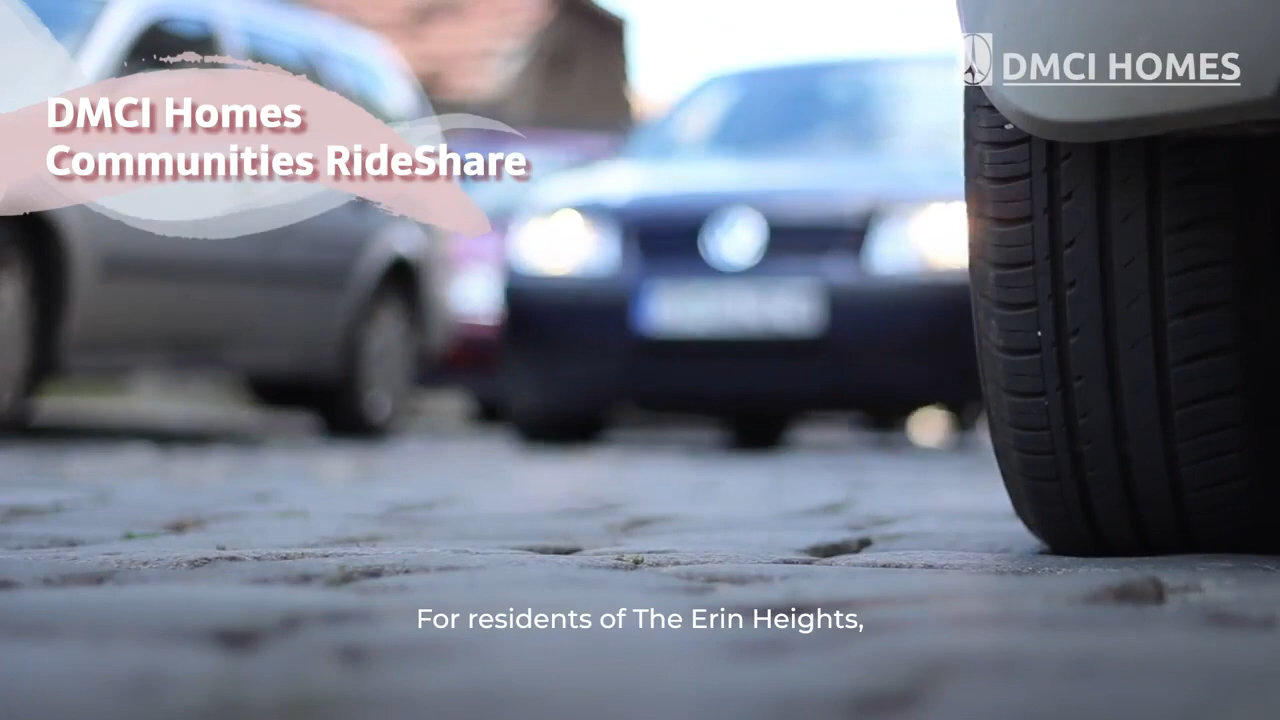 DMCI Homes
Communities RideShare
DMCI HOMES
For residents of The Erin Heights,